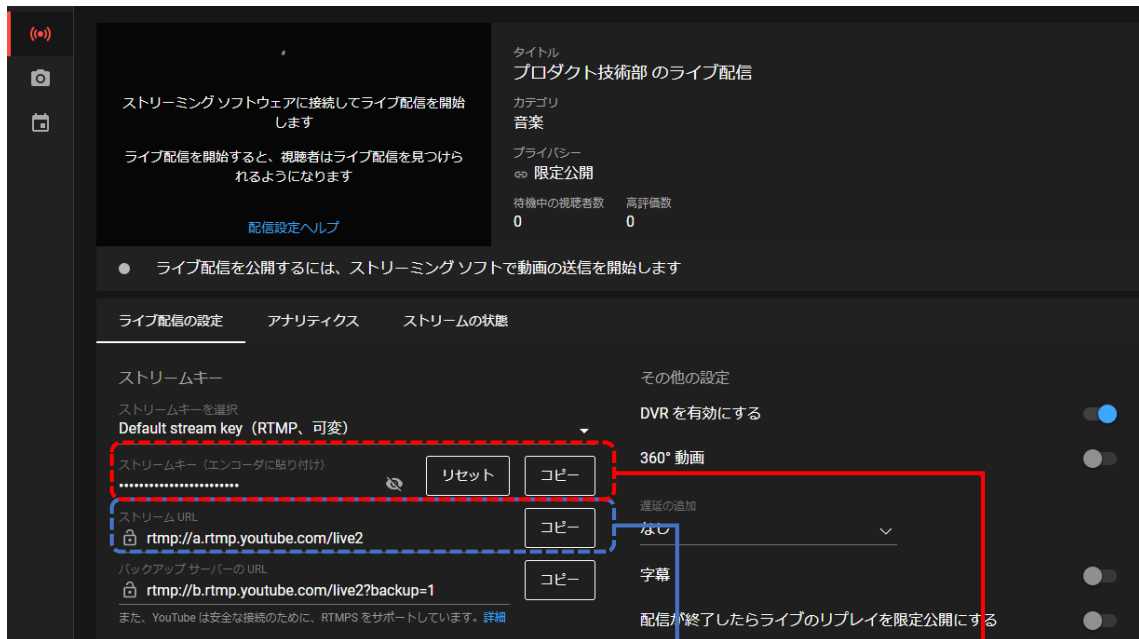 ストリーミング ソフトウェアに接続してライブ配信を開始
します
ライブ配信を開始すると、視聴者はライブ配信を見つけら
れるようになります
配信設定ヘルプ
タイトル
プロダクト技術部 のライブ配信
カテゴリ
音楽
プライバシー
限定公開
待機中の視聴者数 高評価数
0 0
ライブ配信を公開するには、ストリーミング ソフトで動画の送信を開始します
ライブ配信の設定 アナリティクス ストリームの状態
ストリームキー
ストリームキーを選択
Default stream key（RTMP、可変）
ストリームキー（エンコーダに貼り付け）
•••••••••••••••••••••••• リセット コピー
ストリーム URL
rtmp://a.rtmp.youtube.com/live2 コピー
バックアップ サーバーの URL
rtmp://b.rtmp.youtube.com/live2?backup=1 コピー
また、YouTube は安全な接続のために、RTMPS をサポートしています。詳細
その他の設定
DVR を有効にする
360° 動画
遅延の追加
なし
字幕
配信が終了したらライブのリプレイを限定公開にする